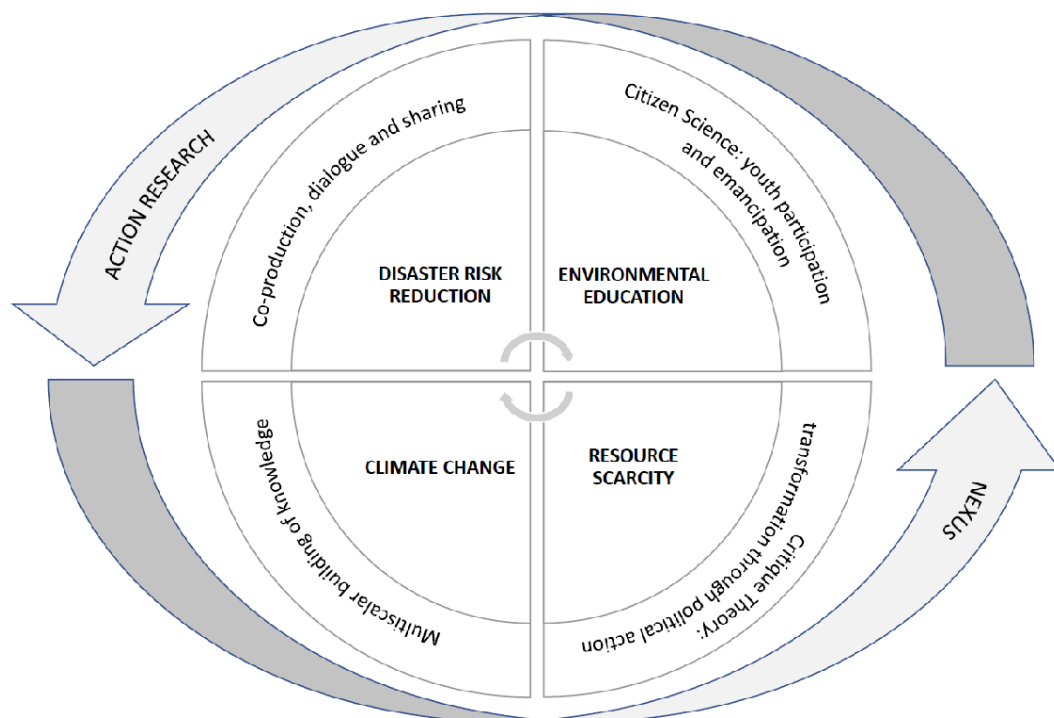 ACTION RESEARCH
Co-production, dialogue and sharing
Citizen Science: youth participation
and emancipation
DISASTER RISK
REDUCTION
ENVIRONMENTAL
EDUCATION
CLIMATE CHANGE
RESOURCE
SCARCITY
Multiscalar building of knowledge
Critique Theory:
transformation through political action
NEXUS